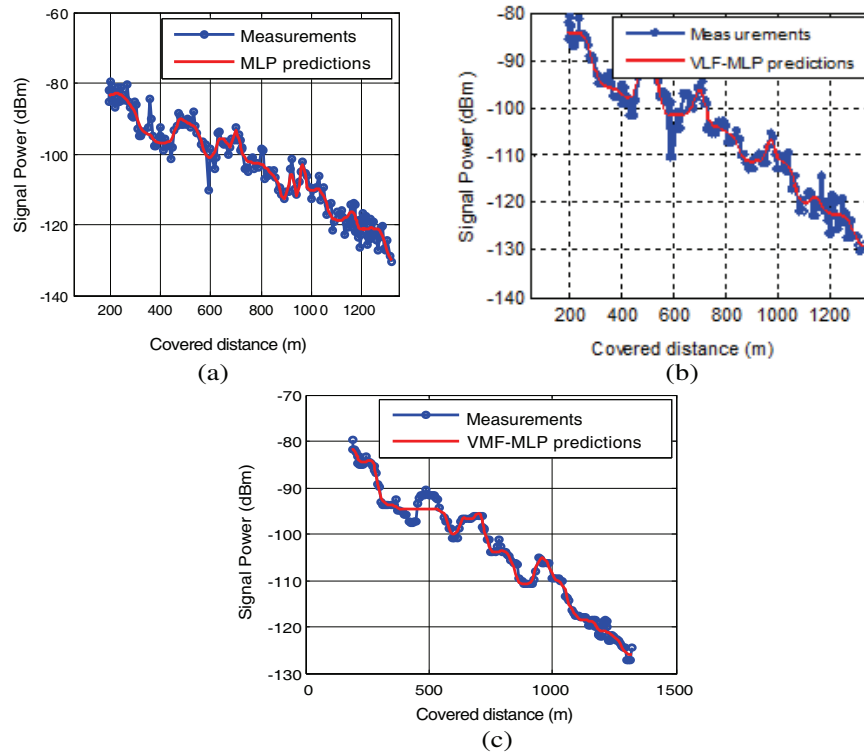 -60
-80
-100
-120
-140
Signal Power (dBm)
Measurements
MLP predictions
200 400 600 800 1000 1200
Covered distance (m)
(a)
-80
-90
-100
-110
-120
-130
-140
Signal Power (dBm)
Measurements
VLF-MLP predictions
200 400 600 800 1000 1200
Covered distance (m)
(b)
-70
-80
-90
-100
-110
-120
-130
Signal Power (dBm)
Measurements
VMF-MLP predictions
0 500 1000 1500
Covered distance (m)
(c)